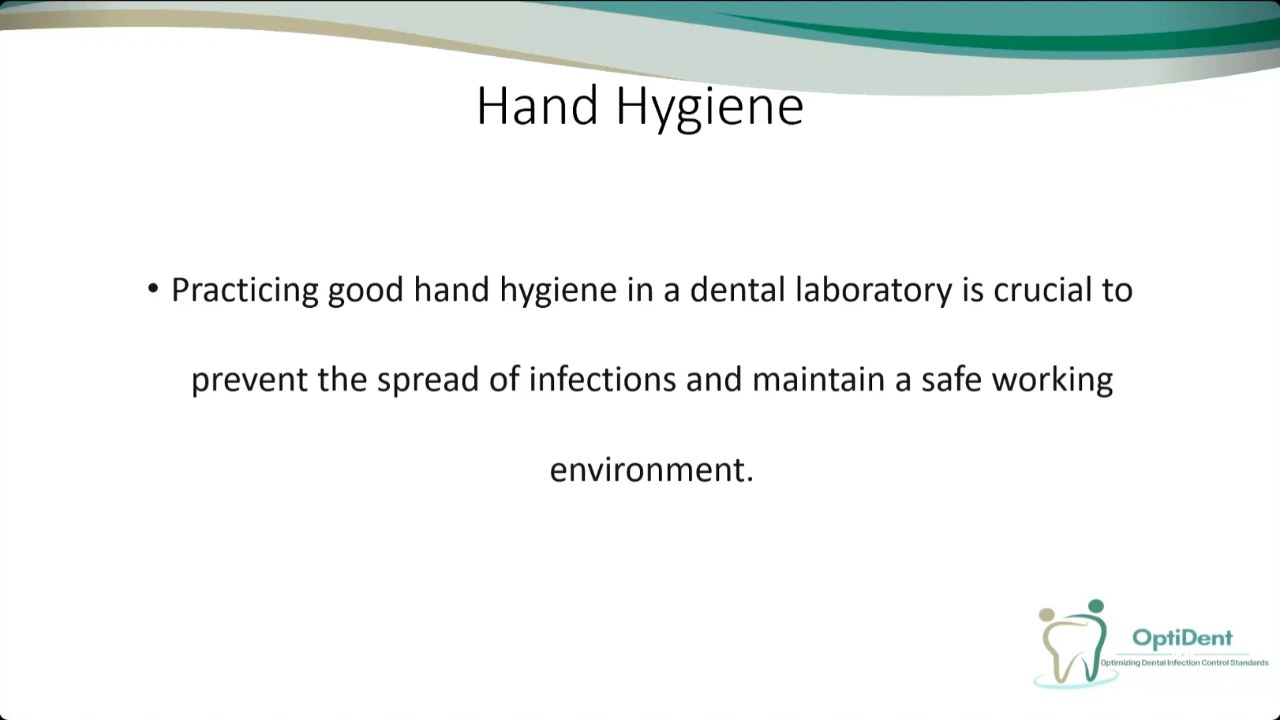 Hand Hygiene
• Practicing good hand hygiene in a dental laboratory is crucial to
prevent the spread of infections and maintain a safe working
environment.
OptiDent
Optimizing Dental Infection Control Standards